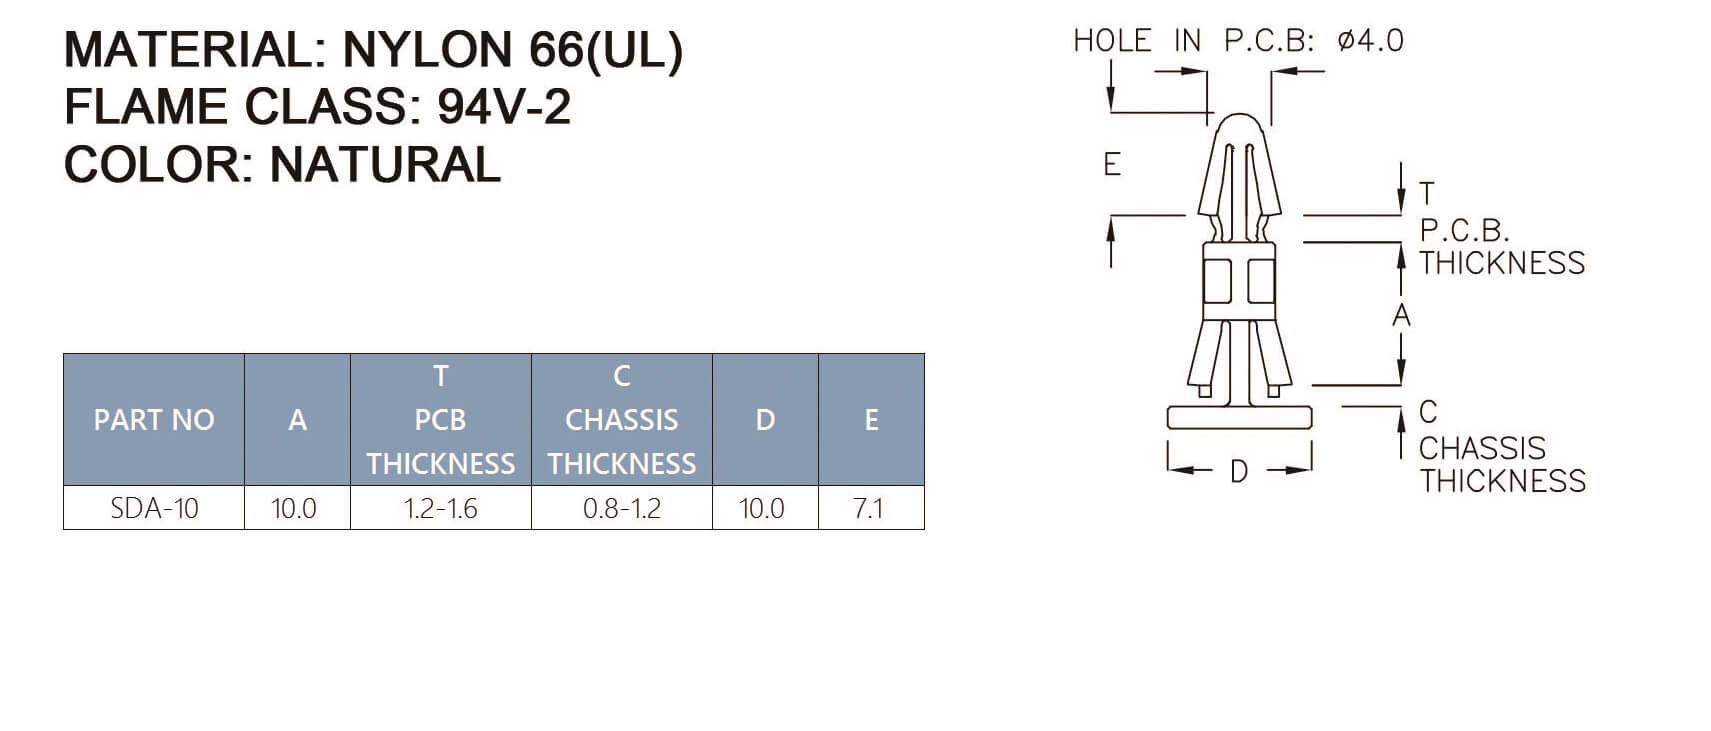 MATERIAL: NYLON 66(UL)
FLAME CLASS: 94V-2
COLOR: NATURAL
PART NO A T PCB THICKNESS C CHASSIS THICKNESS D E
SDA-10 10.0 1.2-1.6 0.8-1.2 10.0 7.1
HOLE IN P.C.B: ø4.0
E
T
P.C.B.
THICKNESS
A
C
CHASSIS
THICKNESS
D